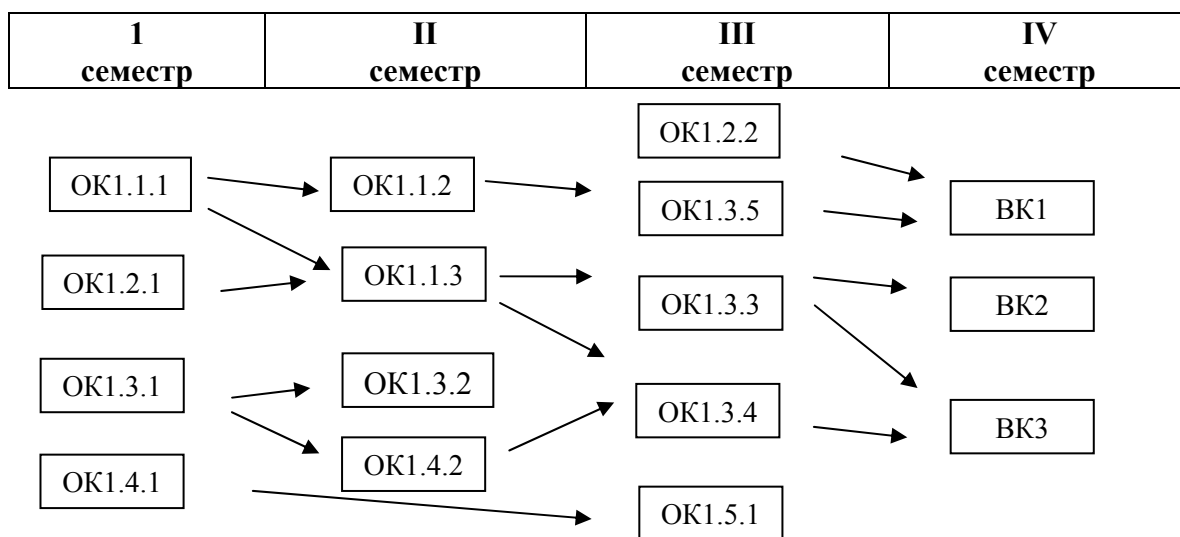 1 семестр
II семестр
III семестр
IV семестр
ОК1.2.2
ОК1.1.1
ОК1.1.2
ОК1.3.5
ВК1
ОК1.2.1
ОК1.1.3
ОК1.3.3
ВК2
ОК1.3.1
ОК1.3.2
ОК1.3.4
ВК3
ОК1.4.1
ОК1.4.2
ОК1.5.1